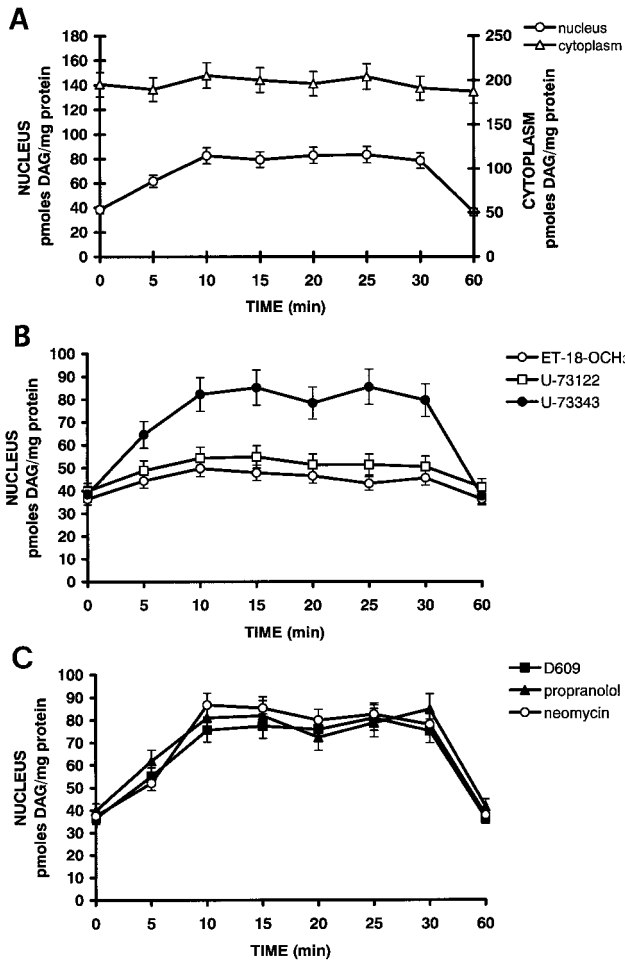 A
nucleus
cytoplasm
NUCLEUS
pmoles DAG/mg protein
180
160
140
120
100
80
60
40
20
0
250
200
150
100
50
0
CYTOPLASM
pmoles DAG/mg protein
0 5 10 15 20 25 30 60
TIME (min)
B
ET-18-OCH
U-73122
U-73343
NUCLEUS
pmoles DAG/mg protein
100
90
80
70
60
50
40
30
20
10
0
0 5 10 15 20 25 30 60
TIME (min)
C
D609
propranolol
neomycin
NUCLEUS
pmoles DAG/mg protein
100
90
80
70
60
50
40
30
20
10
0
0 5 10 15 20 25 30 60
TIME (min)